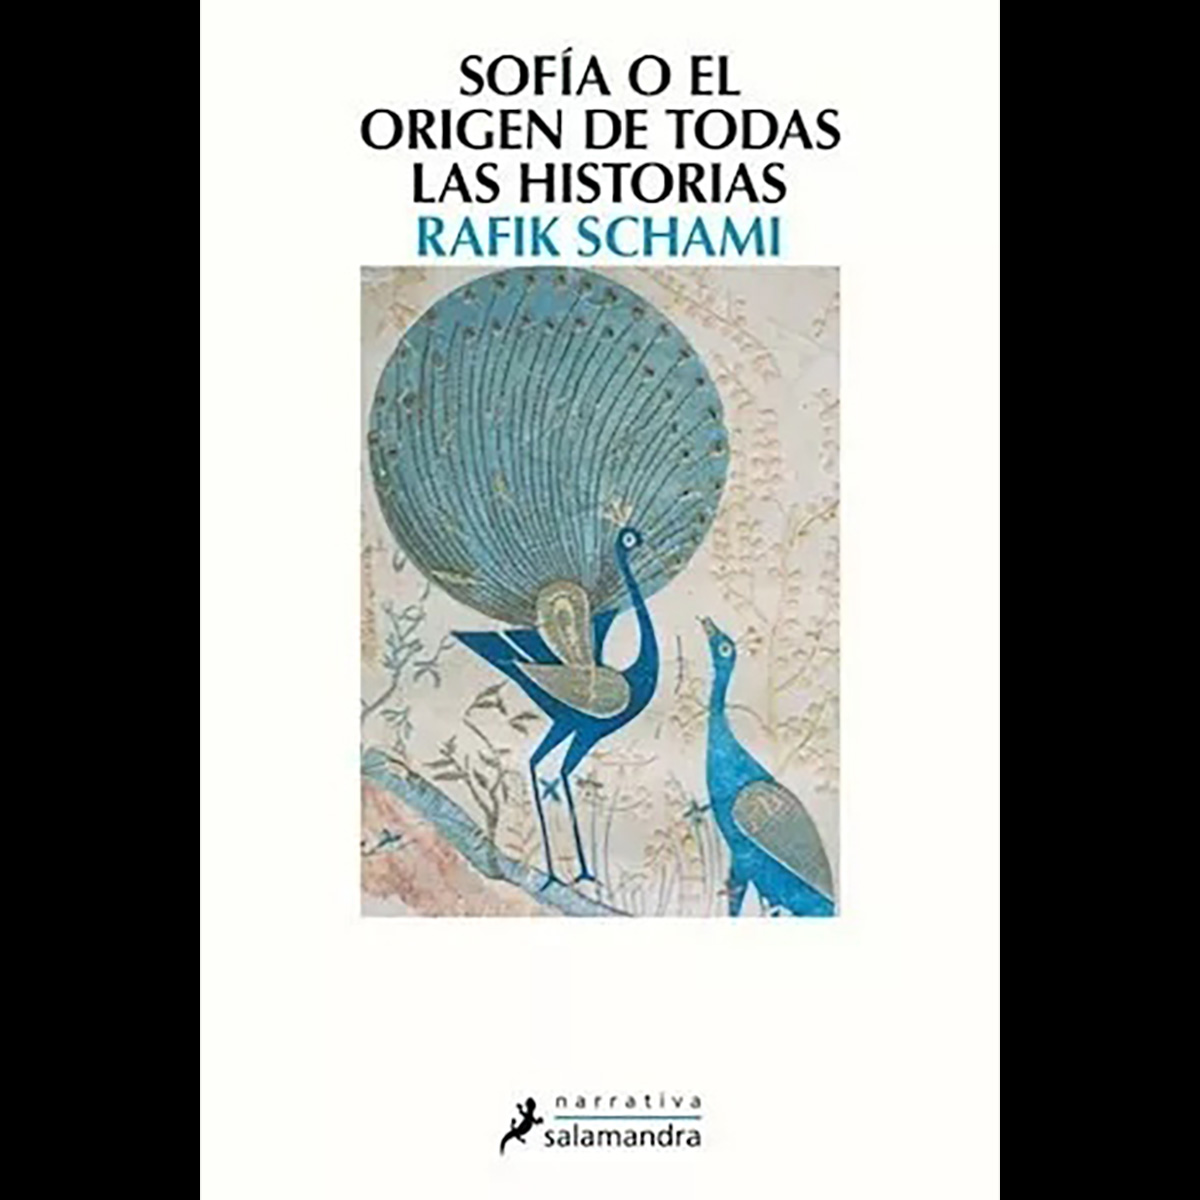 SOFÍA O EL
ORIGEN DE TODAS
LAS HISTORIAS
RAFIK SCHAMI
narrativa
salamandra